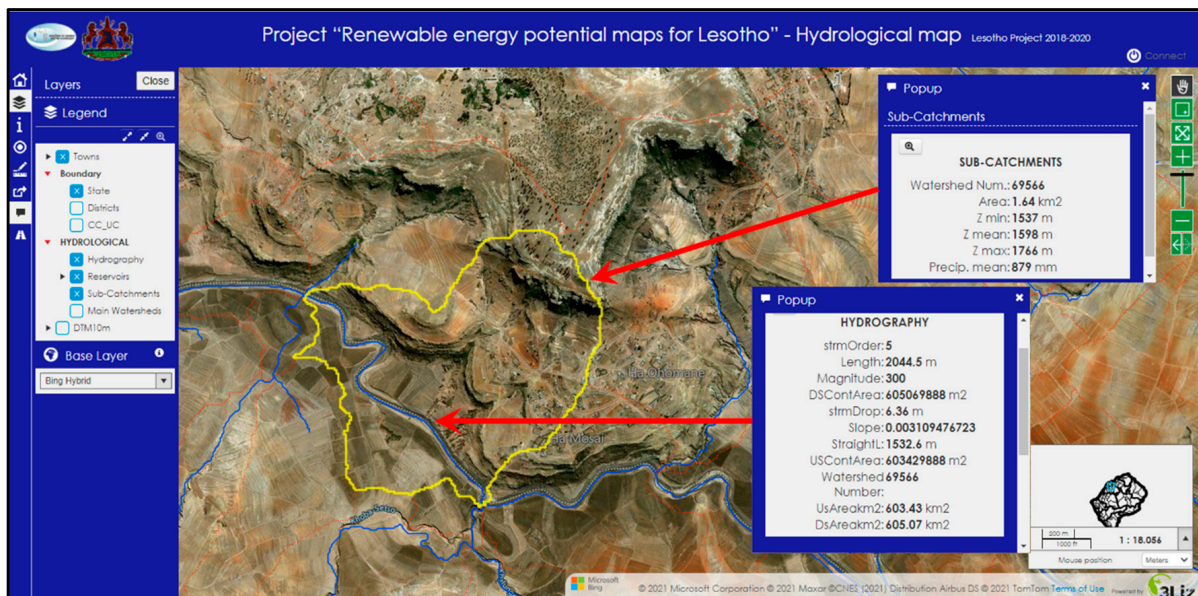 Project “Renewable energy potential maps for Lesotho” - Hydrological map Lesotho Project 2018-2020
Connect
Layers
Close
Legend
Towns
Boundary
State
Districts
CC_UC
HYDROLOGICAL
Hydrography
Reservoirs
Sub-Catchments
Main Watersheds
DTM10m
Base Layer
Bing Hybrid
Popup
Sub-Catchments
SUB-CATCHMENTS
Watershed Num.: 69566
Area: 1.64 km2
Z min: 1537 m
Z mean: 1598 m
Z max: 1766 m
Precip. mean: 879 mm
Popup
HYDROGRAPHY
strmOrder: 5
Length: 2044.5 m
Magnitude: 300
DSContArea: 605069888 m2
strmDrop: 6.36 m
Slope: 0.003109476723
StraightL: 1532.6 m
USContArea: 603429888 m2
Watershed 69566
Number:
UsAreakm2: 603.43 km2
DsAreakm2: 605.07 km2
Ha Mosai
200 m
1000 ft
1 : 18.056
Mouse position
Meters
Microsoft
Bing
© 2021 Microsoft Corporation © 2021 Maxar ©CNES (2021) Distribution Airbus DS © 2021 TomTom Terms of Use
Powered by
3Liz